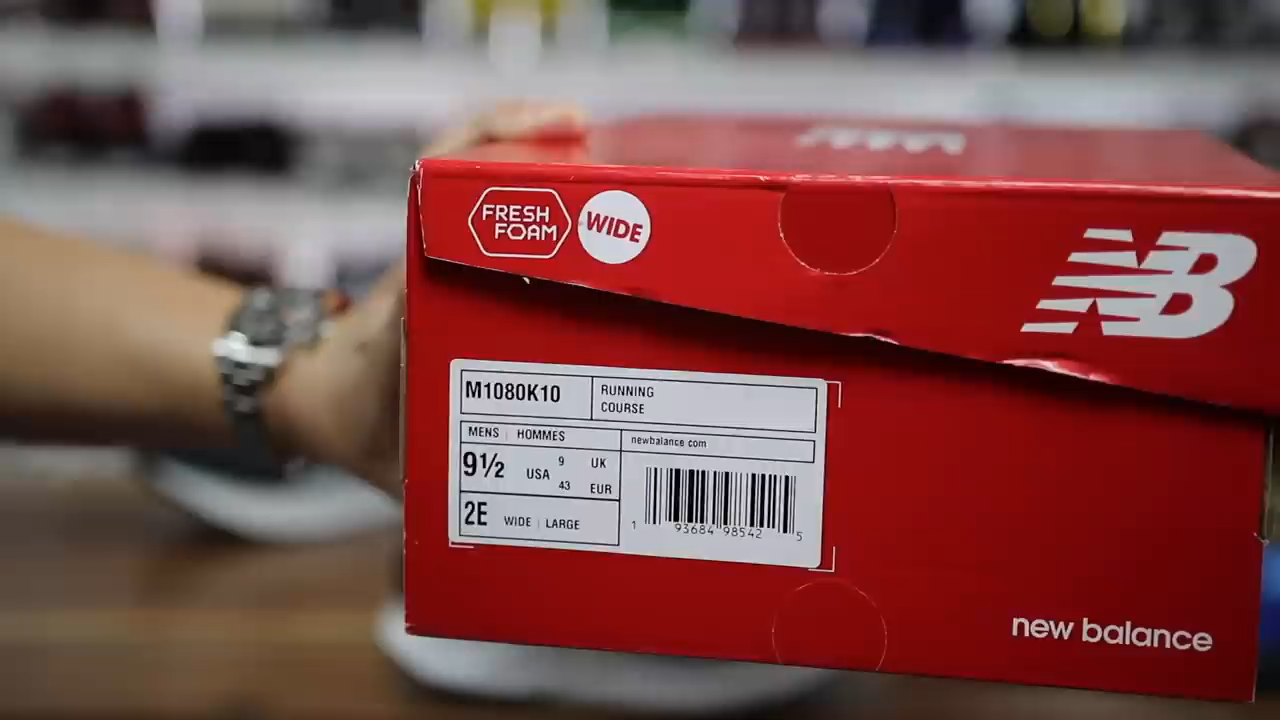 FRESH
FOAM
WIDE
NB
M1080K10
RUNNING
COURSE
MENS | HOMMES
newbalance.com
9½ USA 9 UK
43 EUR
2E WIDE | LARGE
1 93684 98542 5
new balance